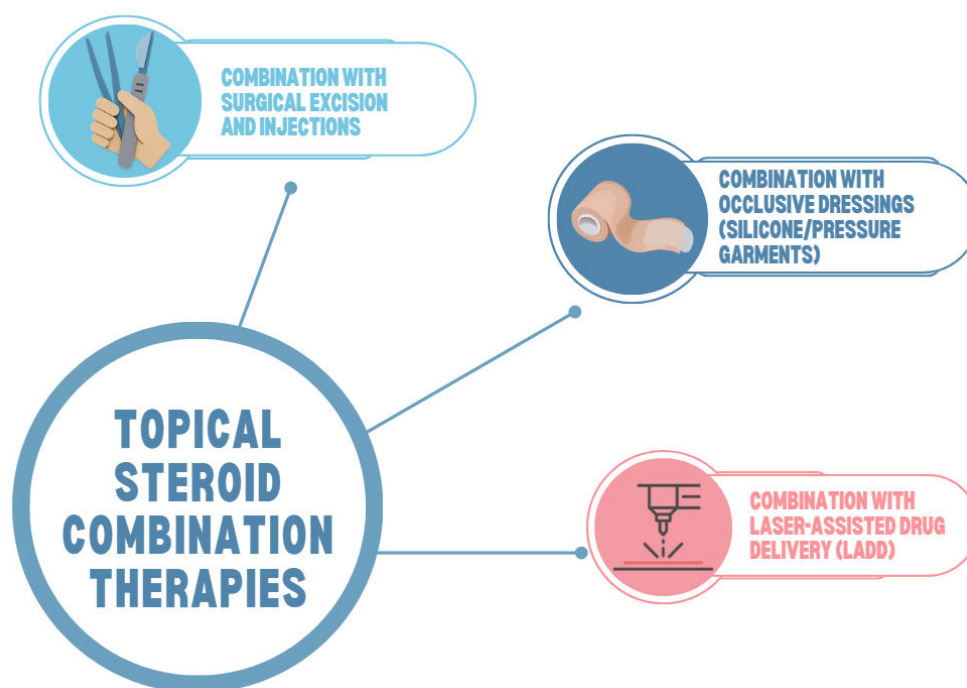 COMBINATION WITH
SURGICAL EXCISION
AND INJECTIONS
COMBINATION WITH
OCCLUSIVE DRESSINGS
(SILICONE/PRESSURE
GARMENTS)
TOPICAL
STEROID
COMBINATION
THERAPIES
COMBINATION WITH
LASER-ASSISTED DRUG
DELIVERY (LADD)